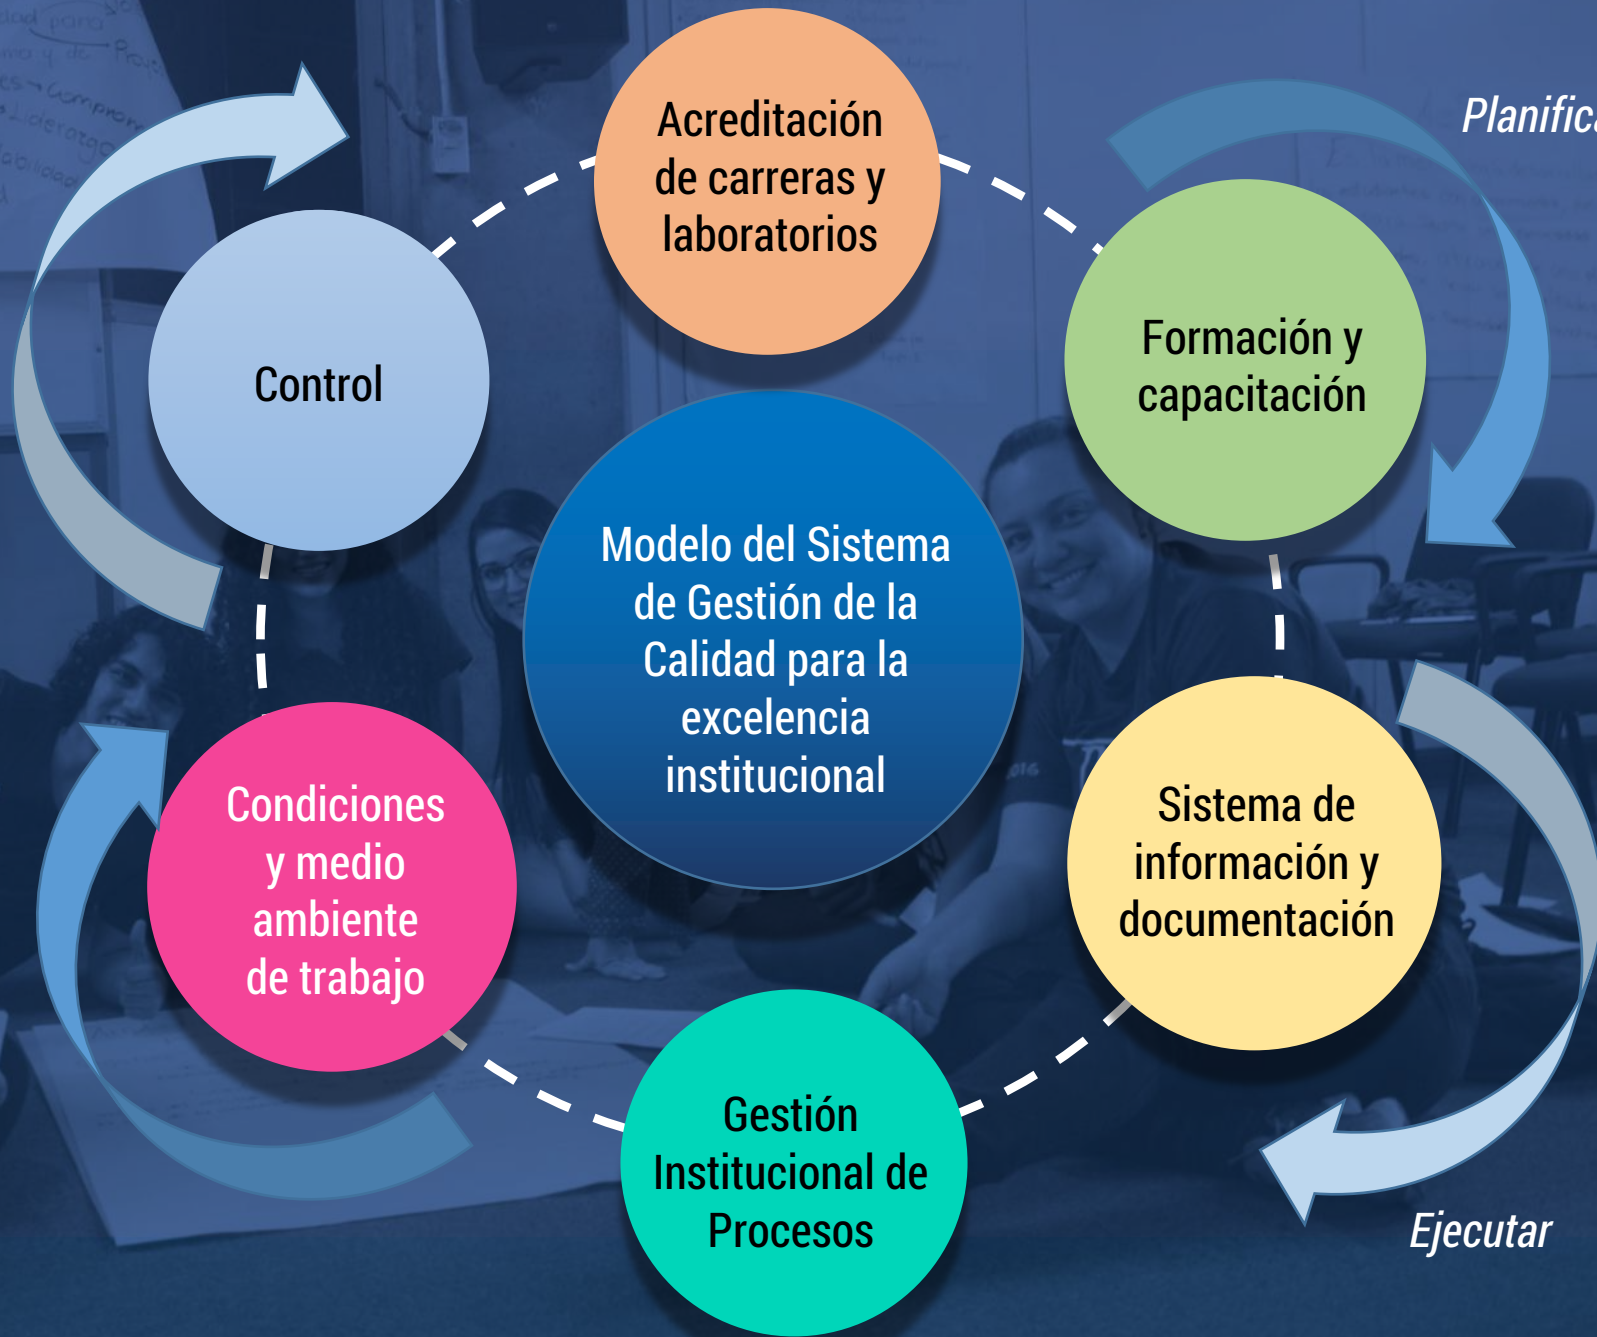 Acreditación
de carreras y
laboratorios
Planifica
Formación y
capacitación
Control
Modelo del Sistema
de Gestión de la
Calidad para la
excelencia
institucional
Sistema de
información y
documentación
Condiciones
y medio
ambiente
de trabajo
Gestión
Institucional de
Procesos
Ejecutar